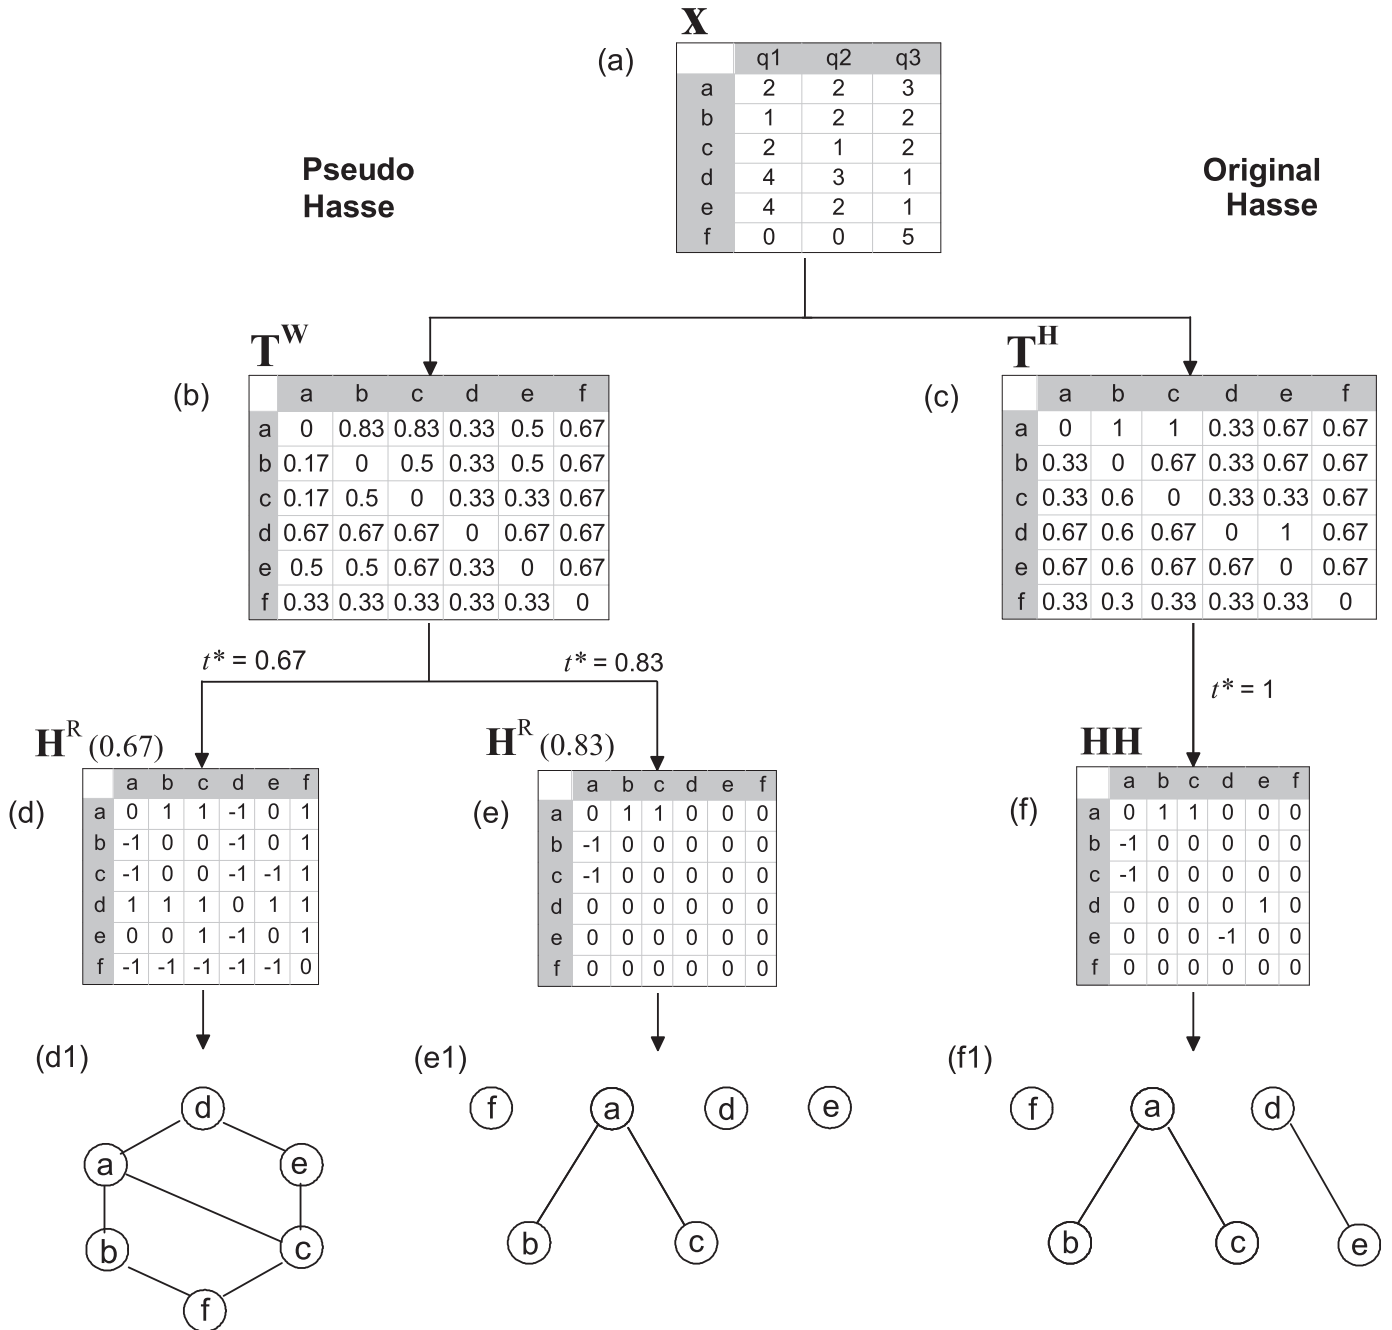 X
(a)
q1 q2 q3
a 2 2 3
b 1 2 2
c 2 1 2
d 4 3 1
e 4 2 1
f 0 0 5
Pseudo
Hasse
Original
Hasse
T^W
(b)
a b c d e f
a 0 0.83 0.83 0.33 0.5 0.67
b 0.17 0 0.5 0.33 0.5 0.67
c 0.17 0.5 0 0.33 0.33 0.67
d 0.67 0.67 0.67 0 0.67 0.67
e 0.5 0.5 0.67 0.33 0 0.67
f 0.33 0.33 0.33 0.33 0.33 0
T^H
(c)
a b c d e f
a 0 1 1 0.33 0.67 0.67
b 0.33 0 0.67 0.33 0.67 0.67
c 0.33 0.6 0 0.33 0.33 0.67
d 0.67 0.6 0.67 0 1 0.67
e 0.67 0.6 0.67 0.67 0 0.67
f 0.33 0.3 0.33 0.33 0.33 0
t* = 0.67
t* = 0.83
t* = 1
H^R (0.67)
(d)
a b c d e f
a 0 1 1 -1 0 1
b -1 0 0 -1 0 1
c -1 0 0 -1 -1 1
d 1 1 1 0 1 1
e 0 0 1 -1 0 1
f -1 -1 -1 -1 -1 0
H^R (0.83)
(e)
a b c d e f
a 0 1 1 0 0 0
b -1 0 0 0 0 0
c -1 0 0 0 0 0
d 0 0 0 0 0 0
e 0 0 0 0 0 0
f 0 0 0 0 0 0
HH
(f)
a b c d e f
a 0 1 1 0 0 0
b -1 0 0 0 0 0
c -1 0 0 0 0 0
d 0 0 0 0 1 0
e 0 0 0 -1 0 0
f 0 0 0 0 0 0
(d1)
d
a e
b c
f
(e1)
f a d e
b c
(f1)
f a d
b c e